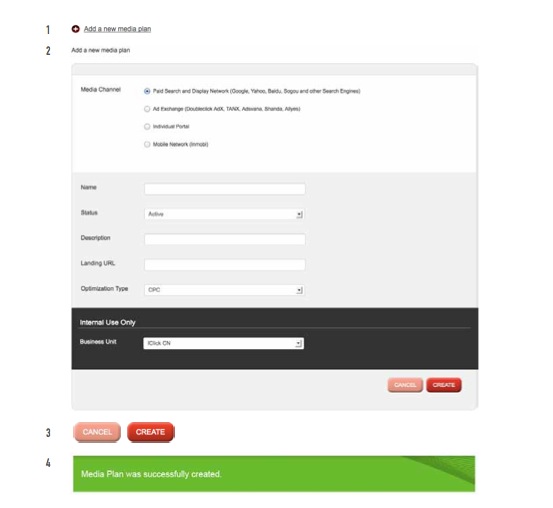 1
Add a new media plan
2
Add a new media plan
Media Channel
Paid Search and Display Network (Google, Yahoo, Baidu, Sogou and other Search Engines)
Ad Exchange (Doubleclick AdX, TANX, Adsvana, Shanda, Allyes)
Individual Portal
Mobile Network (Inmobi)
Name
Status
Active
Description
Landing URL
Optimization Type
CPC
Internal Use Only
Business Unit
iClick CN
CANCEL CREATE
3
CANCEL CREATE
4
Media Plan was successfully created.